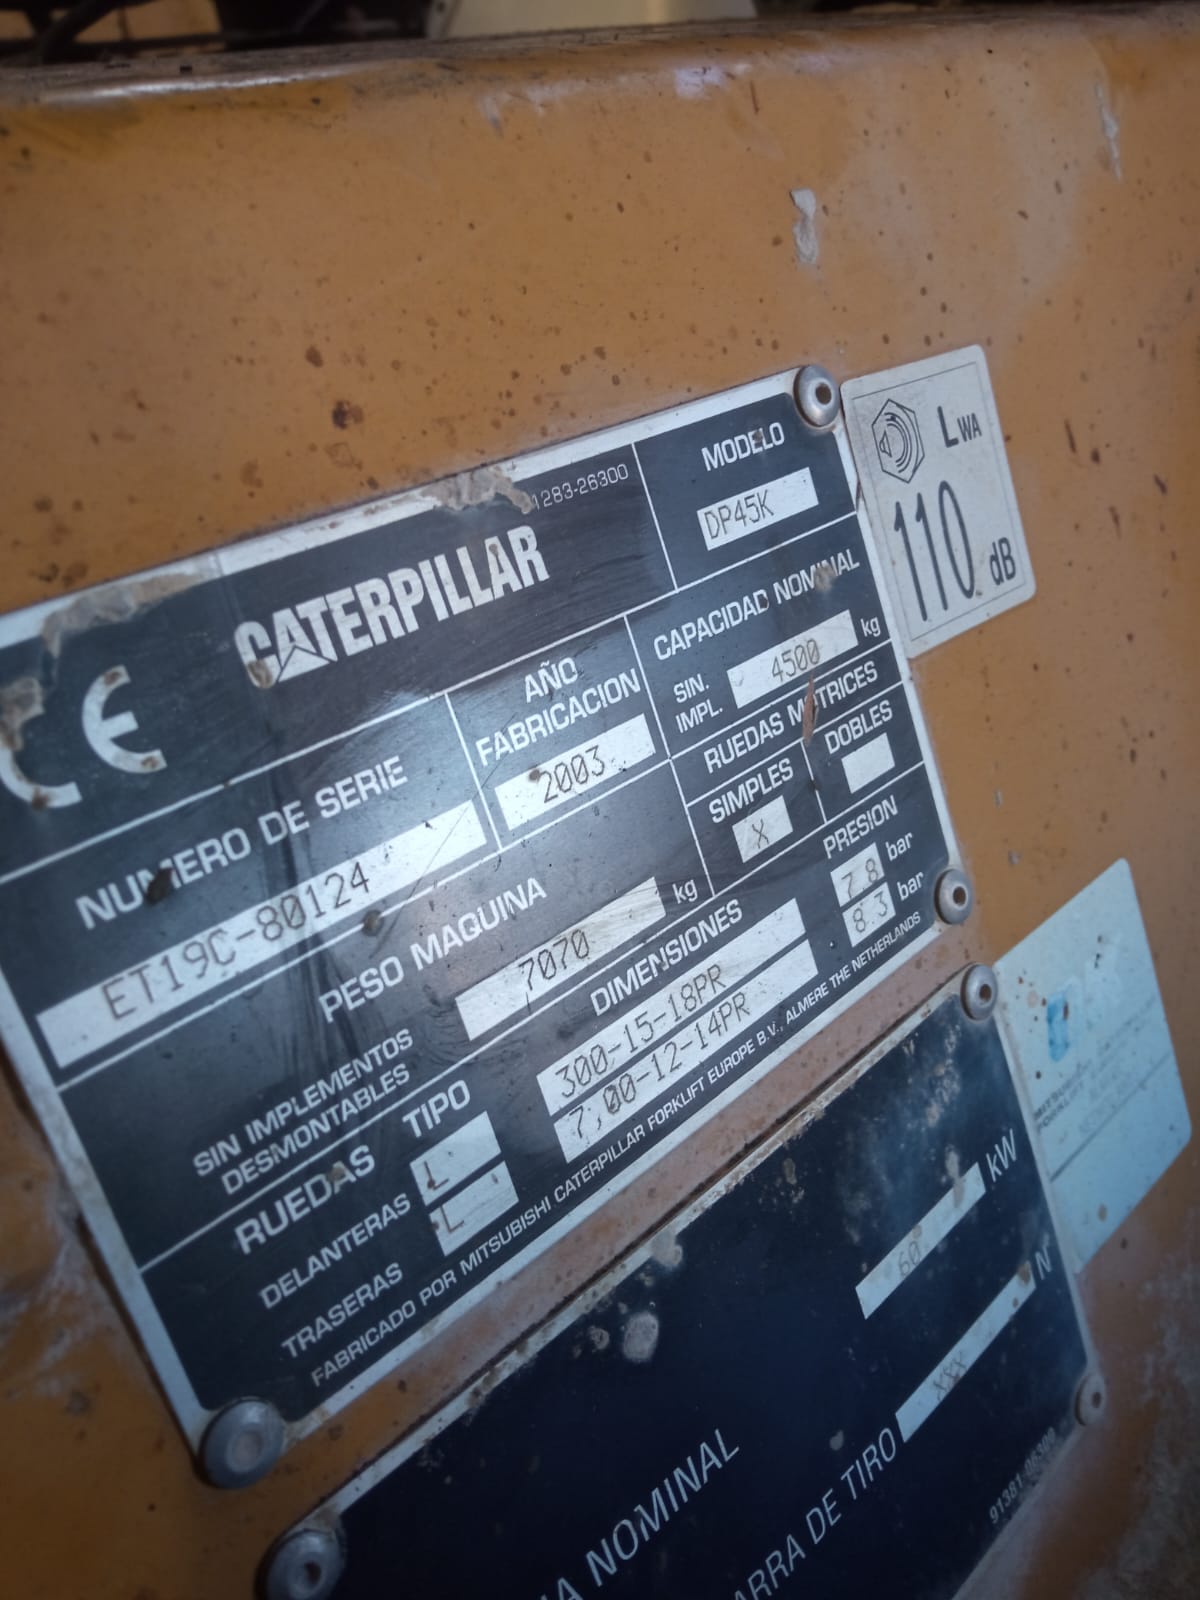 CE
CATERPILLAR
1283-26300
MODELO
DP45K
NUMERO DE SERIE
ET19C-80124
AÑO
FABRICACION
2003
CAPACIDAD NOMINAL
SIN.
IMPL.
4500 kg
RUEDAS MOTRICES
SIMPLES
X
DOBLES
PESO MAQUINA
7070 kg
SIN IMPLEMENTOS
DESMONTABLES
RUEDAS
TIPO
DIMENSIONES
PRESION
DELANTERAS L 300-15-18PR 7.8 bar
TRASERAS L 7,00-12-14PR 8.3 bar
FABRICADO POR MITSUBISHI CATERPILLAR FORKLIFT EUROPE B.V., ALMERE THE NETHERLANDS
LWA
110 dB
IA NOMINAL
60 kW
ARRA DE TIRO
XXX N